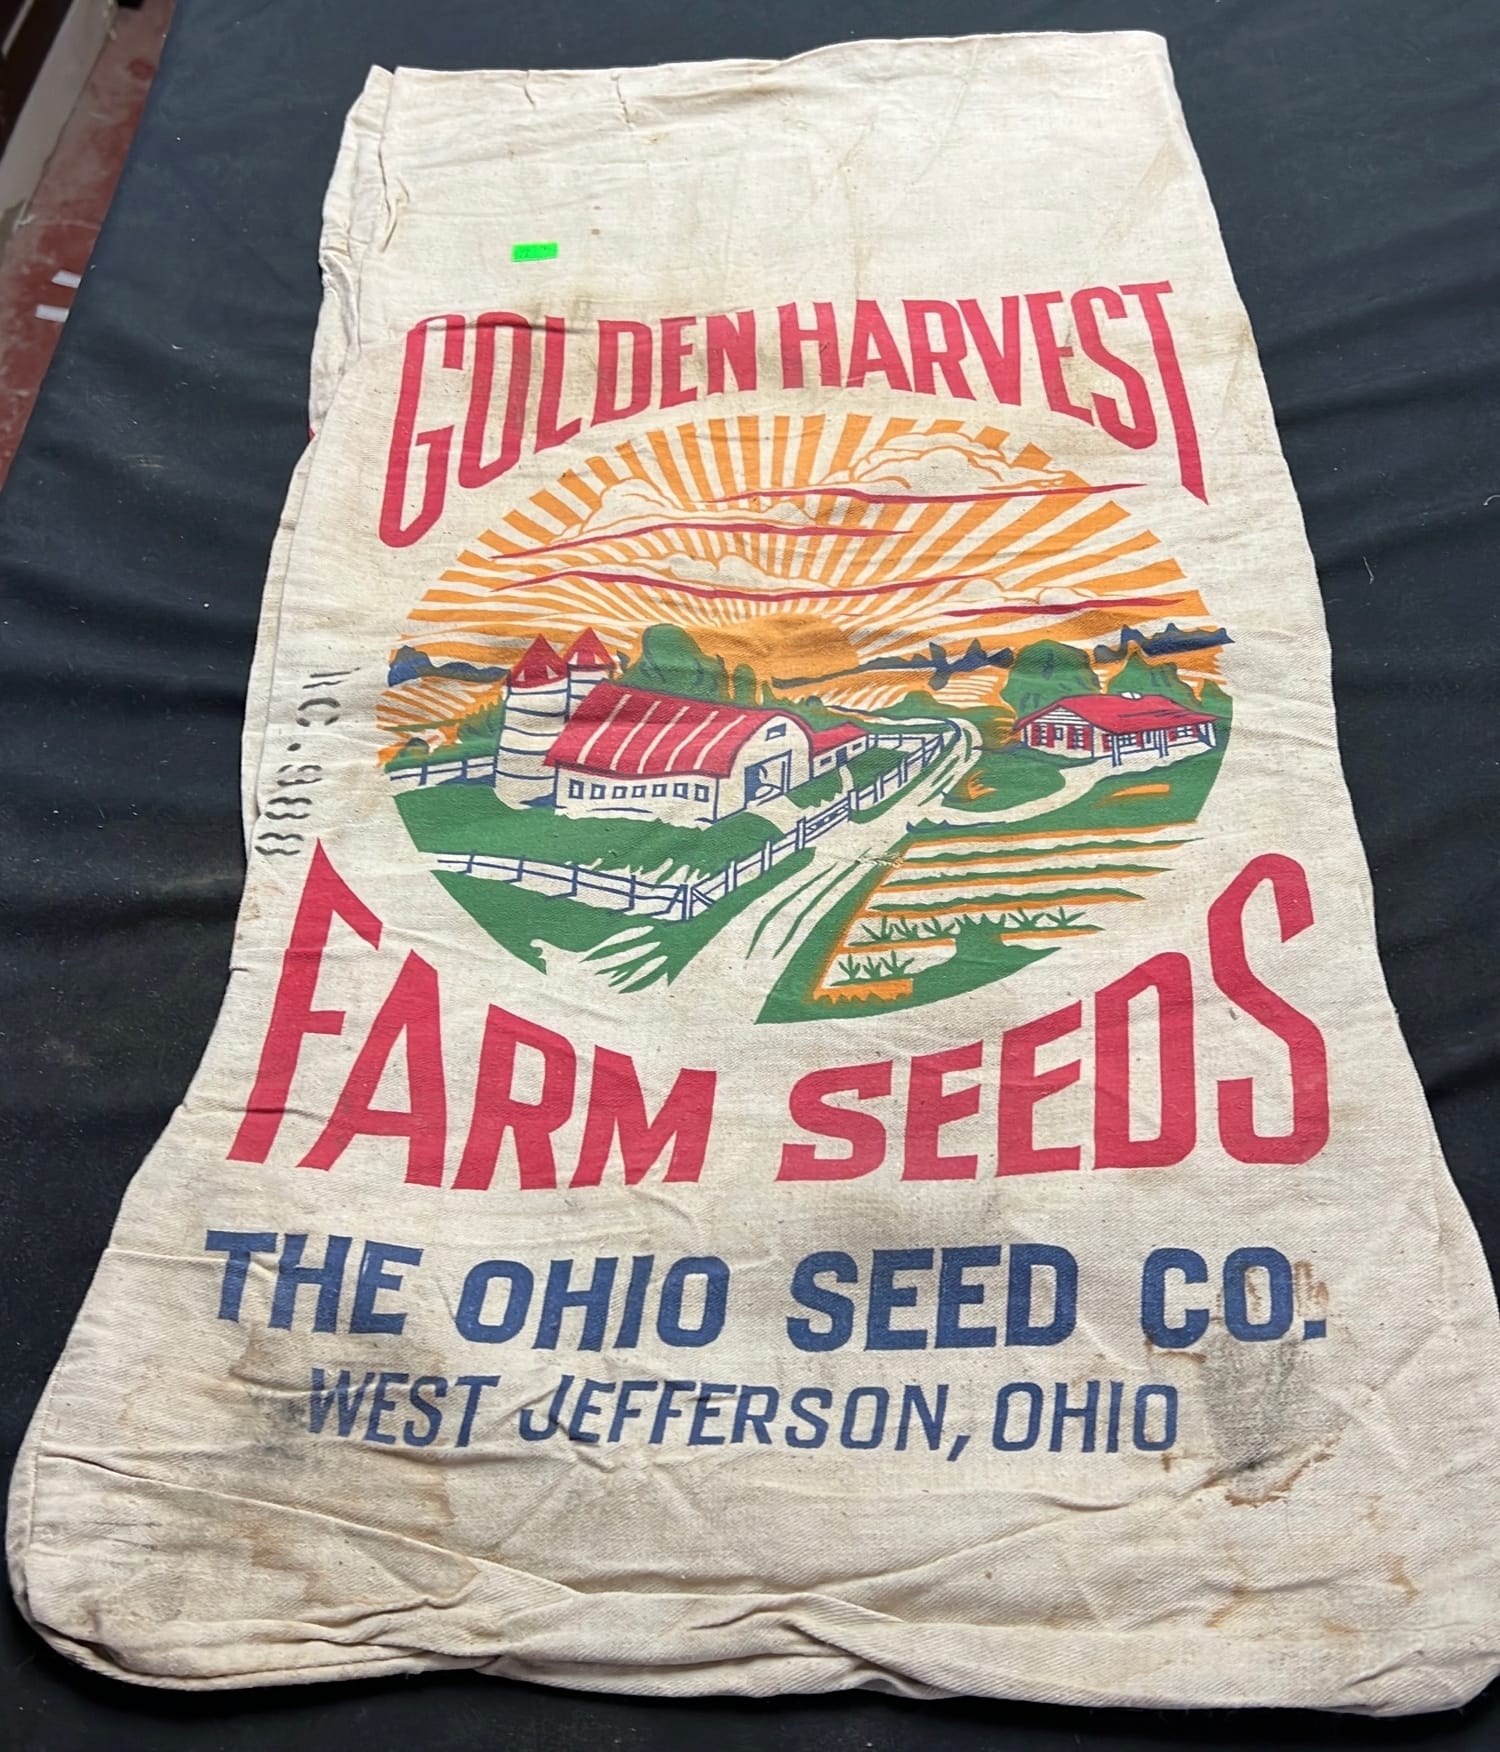 GOLDEN HARVEST
FARM SEEDS
THE OHIO SEED CO.
WEST JEFFERSON, OHIO